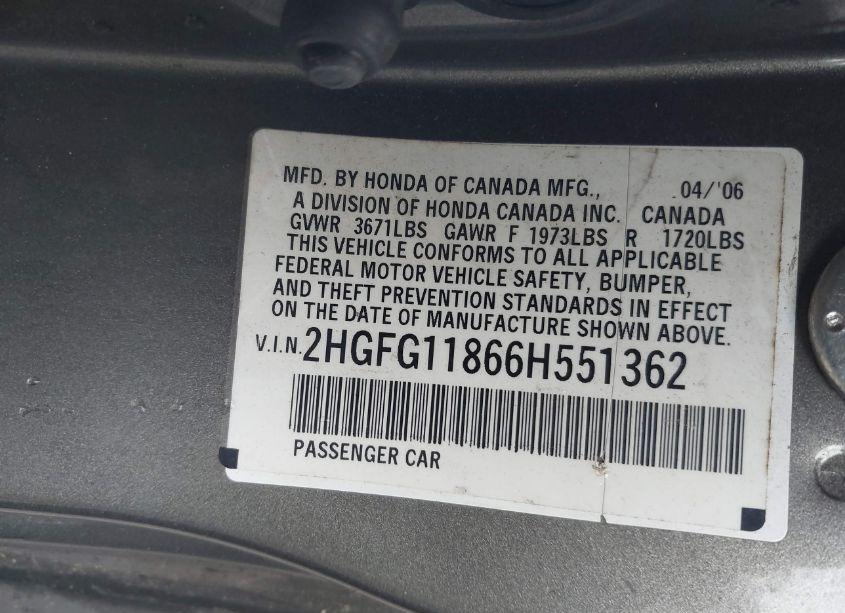 MFD. BY HONDA OF CANADA MFG., 04/'06
A DIVISION OF HONDA CANADA INC. CANADA
GVWR 3671LBS GAWR F 1973LBS R 1720LBS
THIS VEHICLE CONFORMS TO ALL APPLICABLE
FEDERAL MOTOR VEHICLE SAFETY, BUMPER,
AND THEFT PREVENTION STANDARDS IN EFFECT
ON THE DATE OF MANUFACTURE SHOWN ABOVE.
V.I.N. 2HGFG11866H551362
PASSENGER CAR